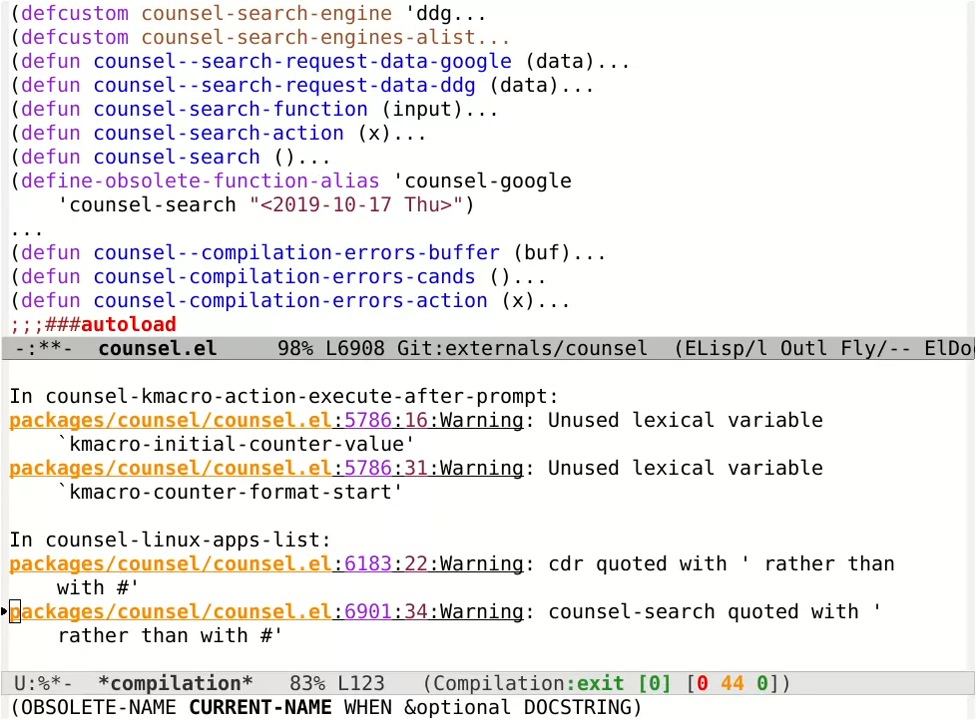 (defcustom counsel-search-engine 'ddg...
(defcustom counsel-search-engines-alist...
(defun counsel--search-request-data-google (data)...
(defun counsel--search-request-data-ddg (data)...
(defun counsel-search-function (input)...
(defun counsel-search-action (x)...
(defun counsel-search ()...
(define-obsolete-function-alias 'counsel-google
    'counsel-search "<2019-10-17 Thu>")
...
(defun counsel--compilation-errors-buffer (buf)...
(defun counsel-compilation-errors-cands ()...
(defun counsel-compilation-errors-action (x)...
;;;###autoload
-:**-  counsel.el     98% L6908 Git:externals/counsel  (ELisp/l Outl Fly/-- ElDo
In counsel-kmacro-action-execute-after-prompt:
packages/counsel/counsel.el:5786:16:Warning: Unused lexical variable
    `kmacro-initial-counter-value'
packages/counsel/counsel.el:5786:31:Warning: Unused lexical variable
    `kmacro-counter-format-start'
In counsel-linux-apps-list:
packages/counsel/counsel.el:6183:22:Warning: cdr quoted with ' rather than
    with #'
packages/counsel/counsel.el:6901:34:Warning: counsel-search quoted with '
    rather than with #'
U:%*-  *compilation*   83% L123   (Compilation:exit [0] [0 44 0])
(OBSOLETE-NAME CURRENT-NAME WHEN &optional DOCSTRING)